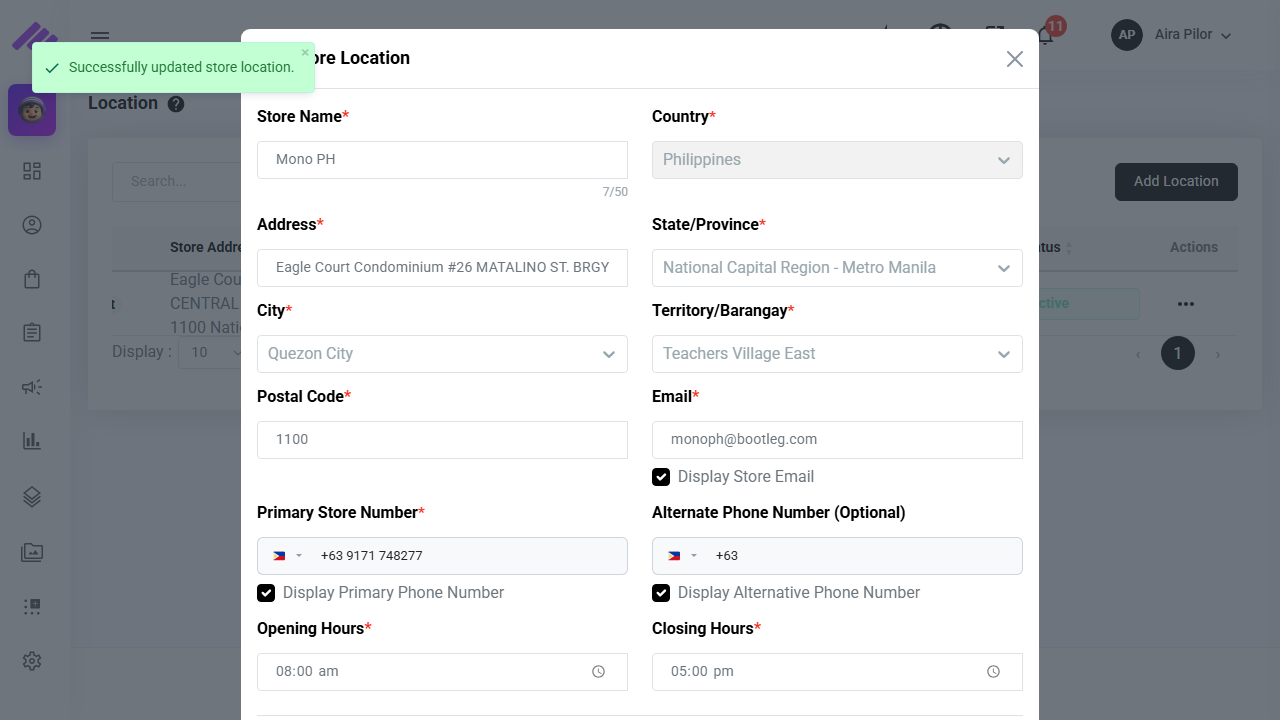 11
AP
Aira Pilor
Successfully updated store location.
×
ore Location
Location
Store Name*
Country*
Mono PH
Philippines
7/50
Search...
Add Location
Address*
State/Province*
Eagle Court Condominium #26 MATALINO ST. BRGY
National Capital Region - Metro Manila
Store Addre
atus
Actions
Eagle Cou
CENTRAL
1100 Nati
ctive
City*
Territory/Barangay*
Quezon City
Teachers Village East
Display :
10
1
Postal Code*
Email*
1100
monoph@bootleg.com
Display Store Email
Primary Store Number*
Alternate Phone Number (Optional)
+63 9171 748277
+63
Display Primary Phone Number
Display Alternative Phone Number
Opening Hours*
Closing Hours*
08:00 am
05:00 pm